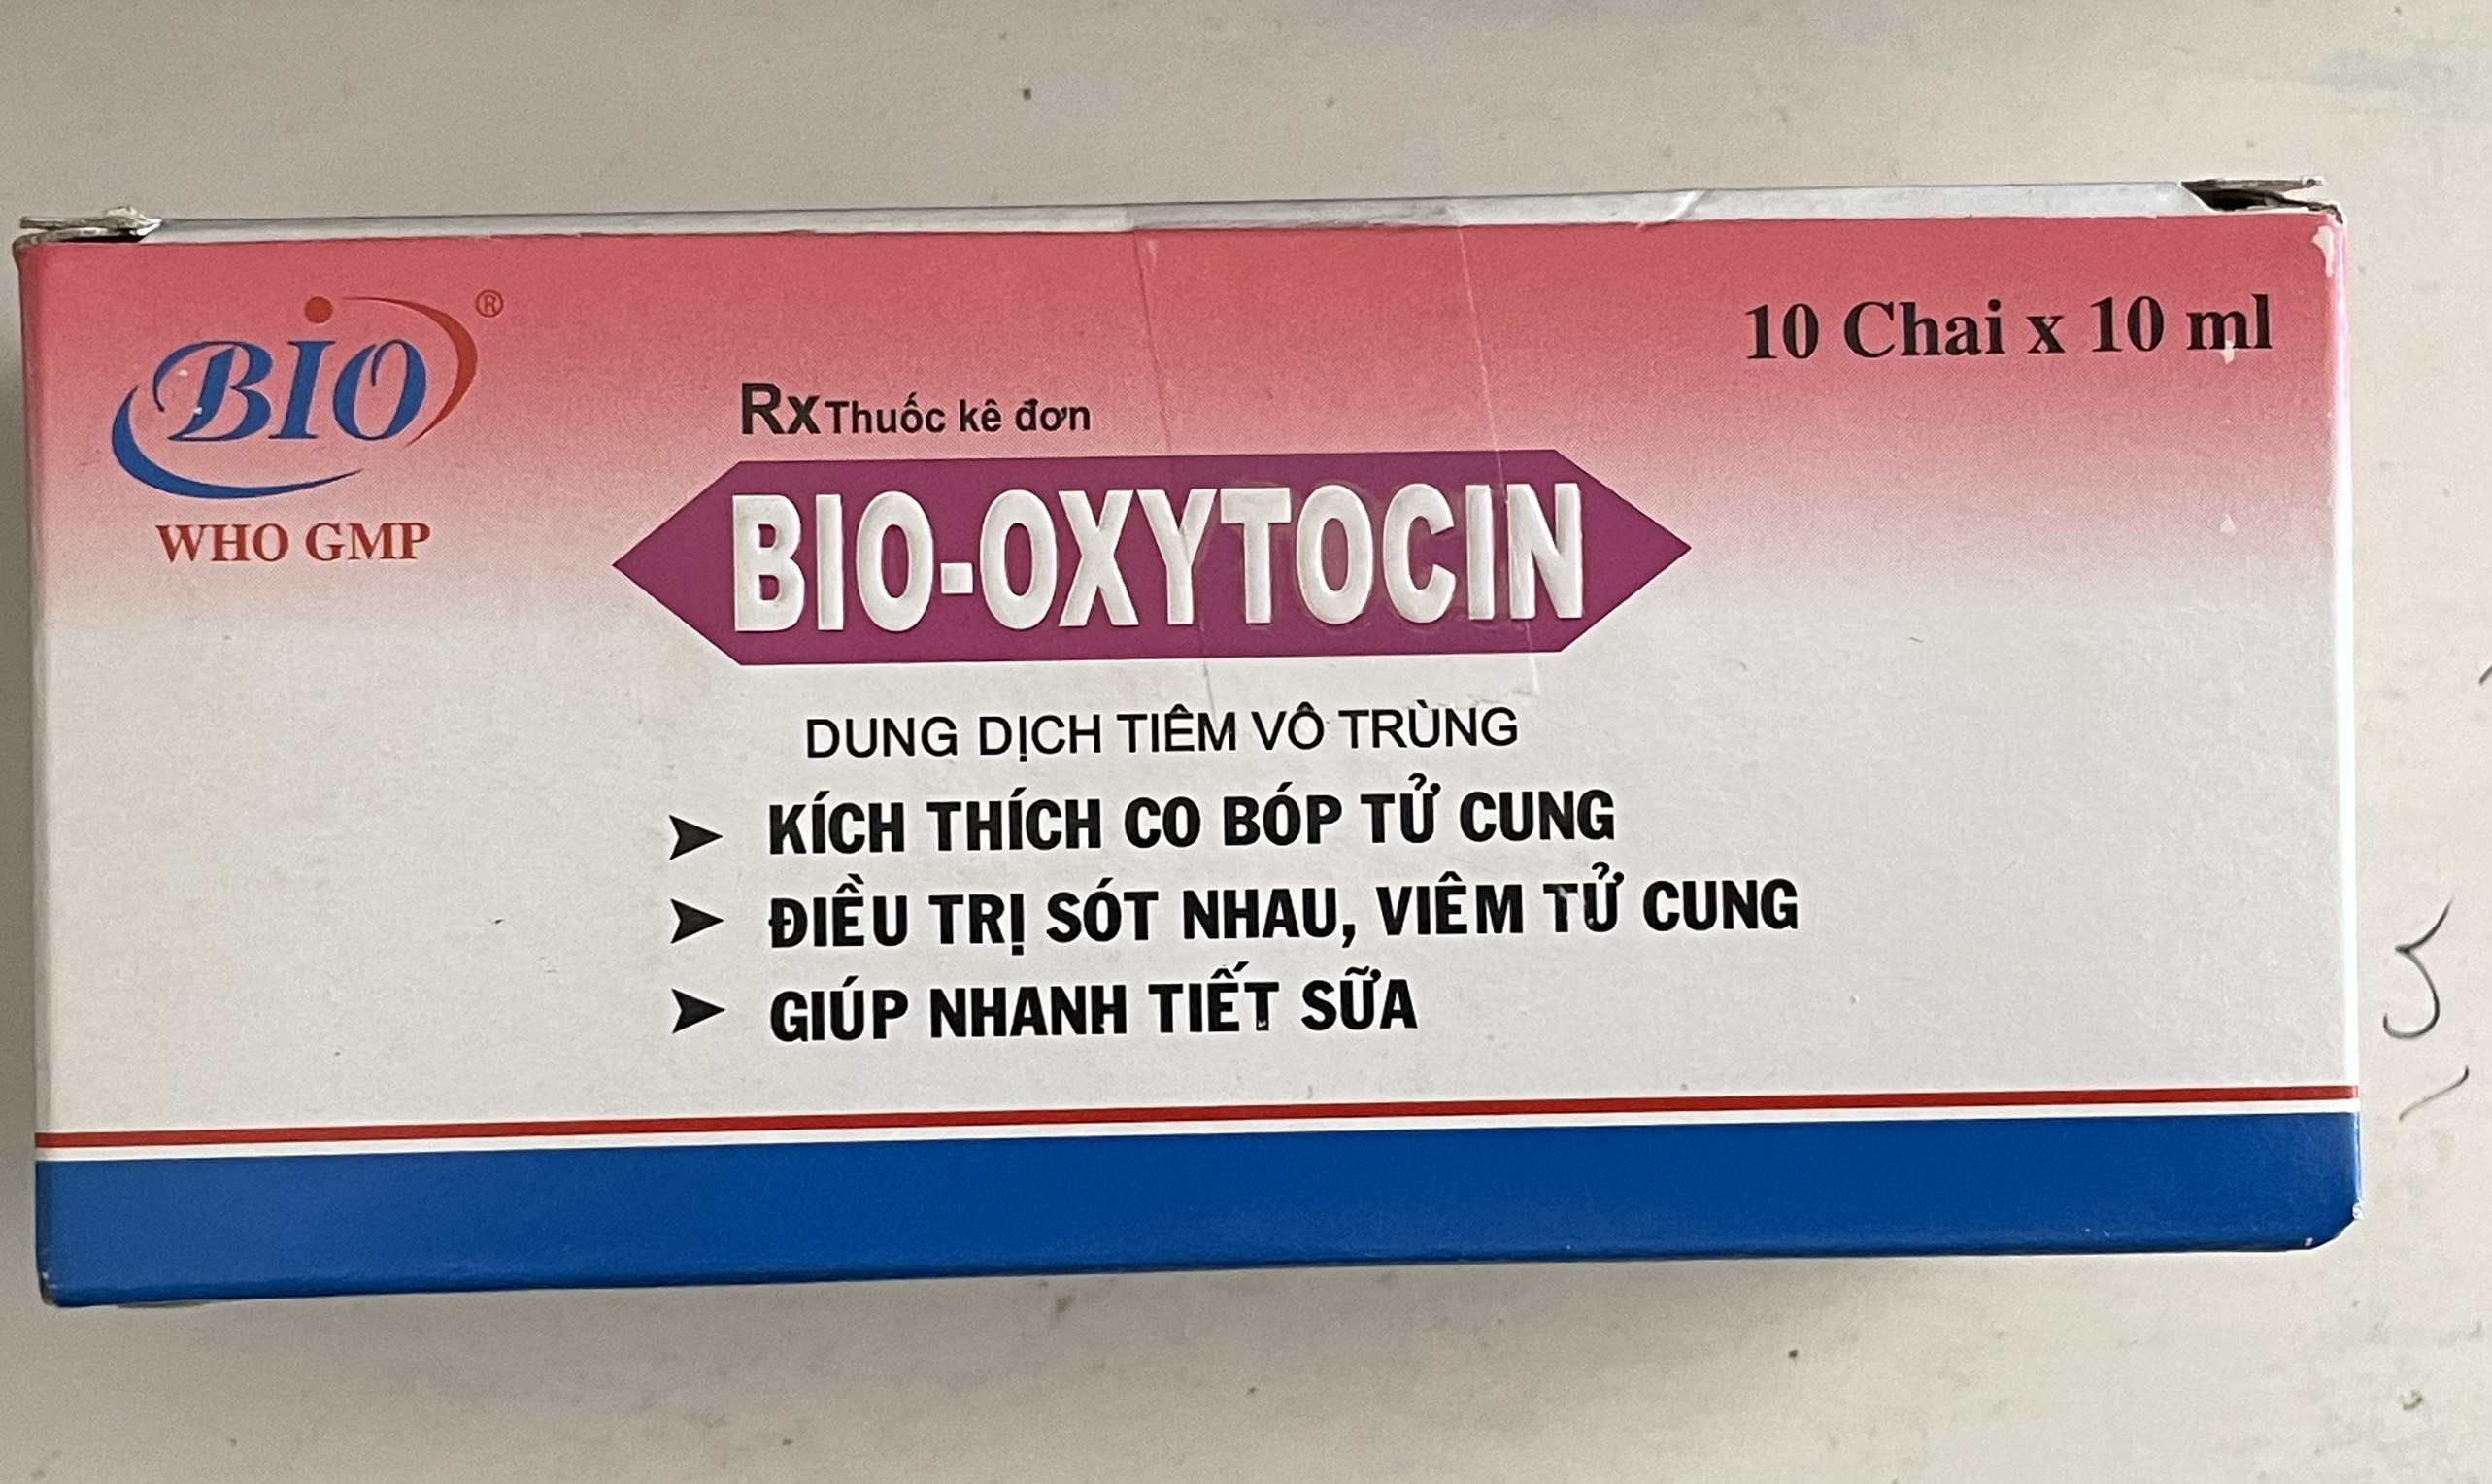 BIO®
WHO GMP
10 Chai x 10 ml
Rx Thuốc kê đơn
BIO-OXYTOCIN
DUNG DỊCH TIÊM VÔ TRÙNG
➤ KÍCH THÍCH CO BÓP TỬ CUNG
➤ ĐIỀU TRỊ SÓT NHAU, VIÊM TỬ CUNG
➤ GIÚP NHANH TIẾT SỮA